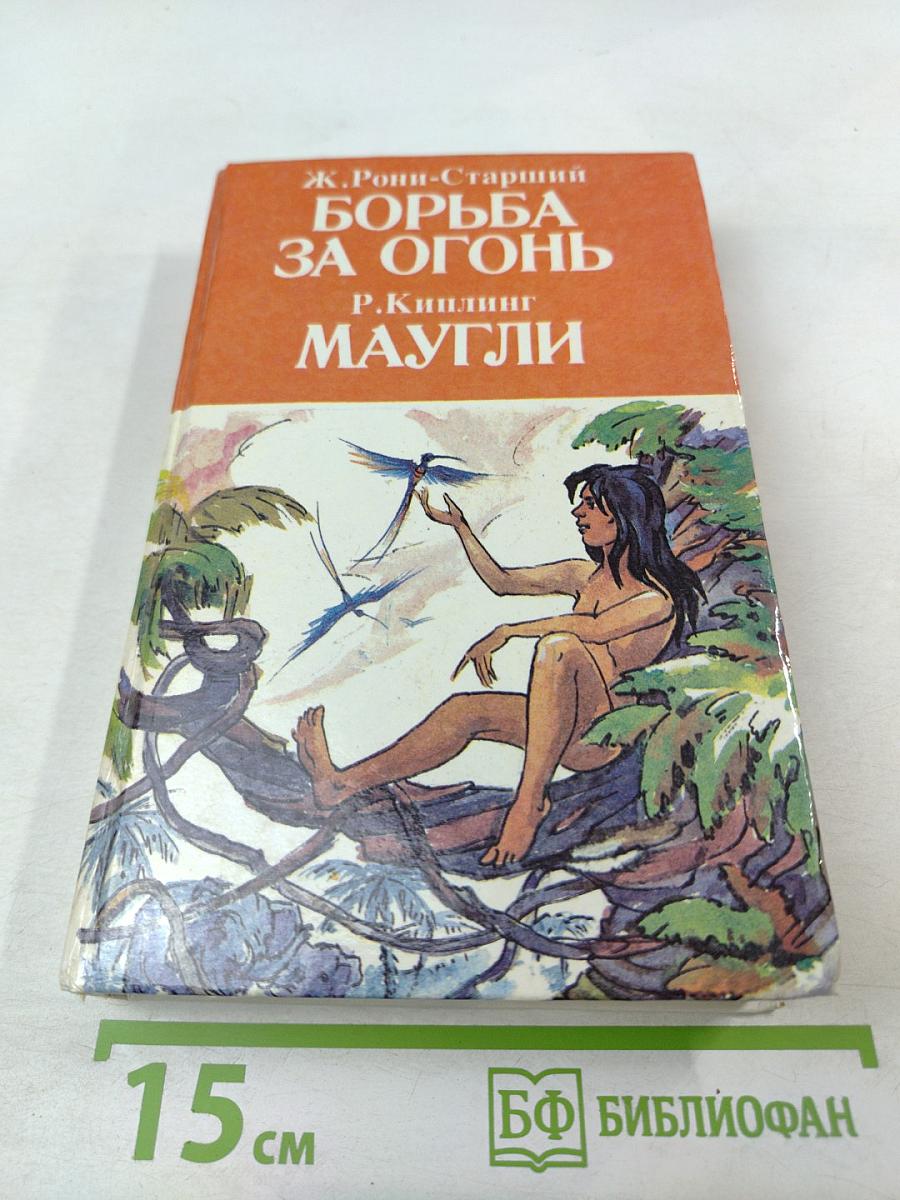 Ж.Рони-Старший
БОРЬБА
ЗА ОГОНЬ
Р.Киплинг
МАУГЛИ
15 см
БФ БИБЛИОФАН